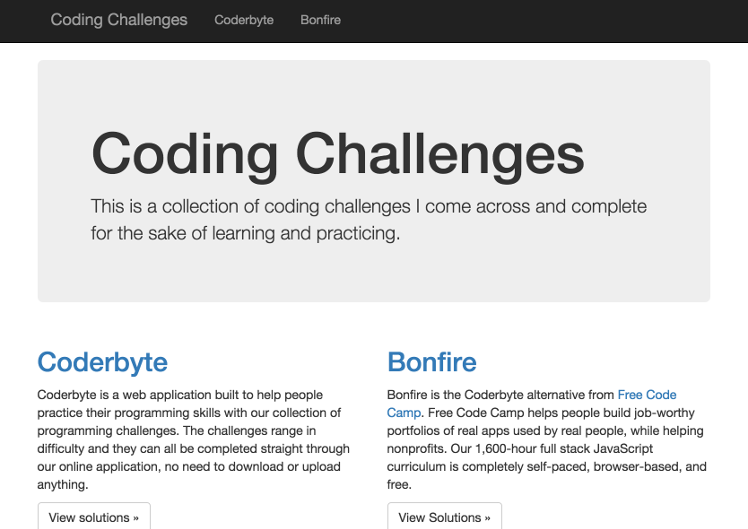 Coding Challenges Coderbyte Bonfire
Coding Challenges
This is a collection of coding challenges I come across and complete
for the sake of learning and practicing.
Coderbyte
Coderbyte is a web application built to help people
practice their programming skills with our collection of
programming challenges. The challenges range in
difficulty and they can all be completed straight through
our online application, no need to download or upload
anything.
View solutions »
Bonfire
Bonfire is the Coderbyte alternative from Free Code
Camp. Free Code Camp helps people build job-worthy
portfolios of real apps used by real people, while helping
nonprofits. Our 1,600-hour full stack JavaScript
curriculum is completely self-paced, browser-based, and
free.
View Solutions »